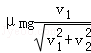 μ mg v₁ / √(v₁² + v₂²)